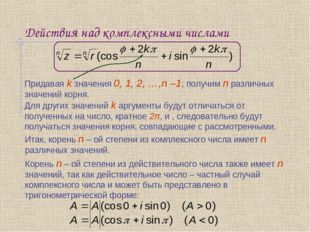 Действия над комплексными числами
ⁿ√z = ⁿ√r (cos (ϕ + 2kπ)/n + i sin (ϕ + 2kπ)/n)
Придавая k значения 0, 1, 2, …,n –1, получим n различных
значений корня.
Для других значений k аргументы будут отличаться от
полученных на число, кратное 2π, и , следовательно будут
получаться значения корня, совпадающие с рассмотренными.
Итак, корень n – ой степени из комплексного числа имеет n
различных значений.
Корень n – ой степени из действительного числа также имеет n
значений, так как действительное число – частный случай
комплексного числа и может быть представлено в
тригонометрической форме:
A = |A|(cos 0 + i sin 0) (A > 0)
A = |A|(cos π + i sin π) (A < 0)